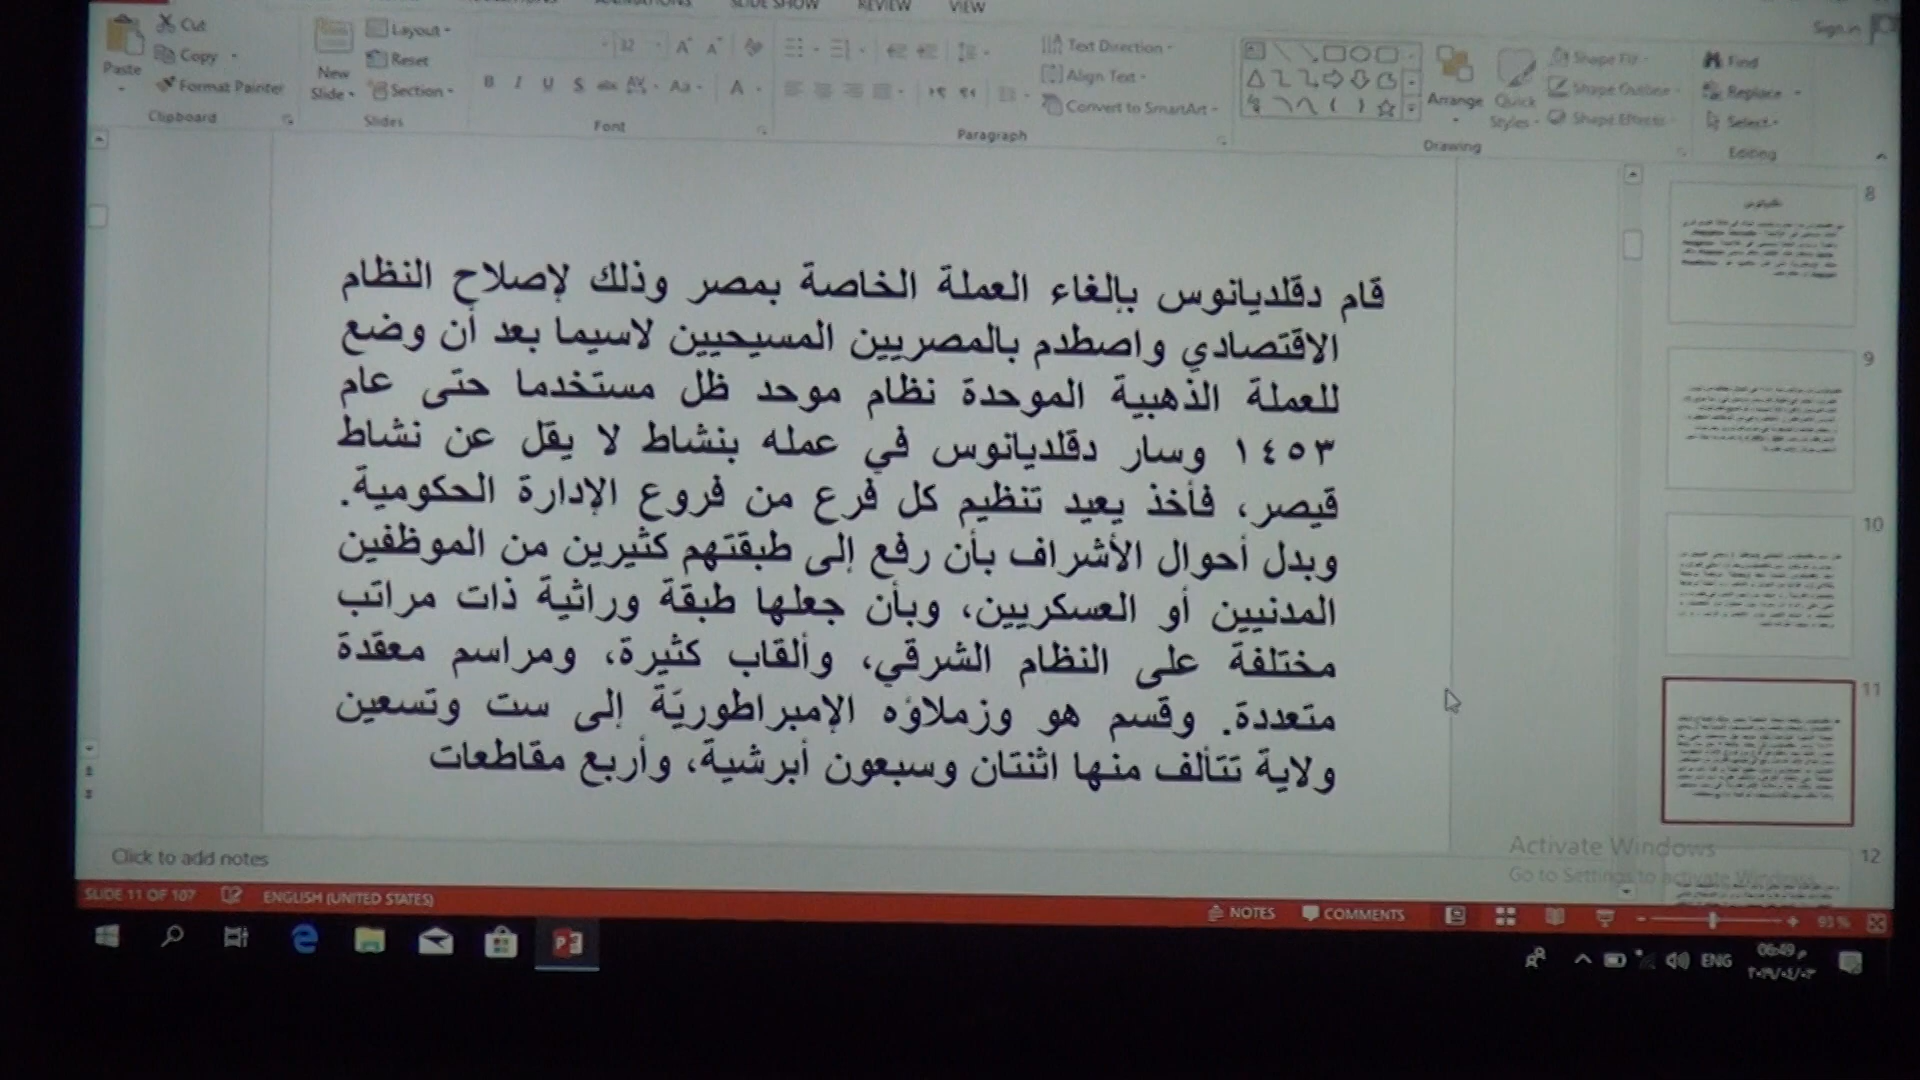 SLIDE SHOW
REVIEW
VIEW
Sign in
Paste
Cut
Copy
Format Painter
Clipboard
New
Slide
Layout
Reset
Section
Slides
32
Font
Text Direction
Align Text
Convert to SmartArt
Paragraph
Arrange
Quick
Styles
Shape Outline
Shape Effects
Drawing
Find
Replace
Select
Editing
قام دقلديانوس بإلغاء العملة الخاصة بمصر وذلك لإصلاح النظام
الاقتصادي واصطدم بالمصريين المسيحيين لاسيما بعد أن وضع
للعملة الذهبية الموحدة نظام موحد ظل مستخدما حتى عام
١٤٥٣ وسار دقلديانوس في عمله بنشاط لا يقل عن نشاط
قيصر، فأخذ يعيد تنظيم كل فرع من فروع الإدارة الحكومية.
وبدل أحوال الأشراف بأن رفع إلى طبقتهم كثيرين من الموظفين
المدنيين أو العسكريين، وبأن جعلها طبقة وراثية ذات مراتب
مختلفة على النظام الشرقي، وألقاب كثيرة، ومراسم معقدة
متعددة. وقسم هو وزملاؤه الإمبراطوريّة إلى ست وتسعين
ولاية تتألف منها اثنتان وسبعون أبرشية، وأربع مقاطعات
8
9
10
11
12
Activate Windows
Go to Settings to activate Windows.
Click to add notes
SLIDE 11 OF 107
ENGLISH (UNITED STATES)
NOTES
COMMENTS
93 %
ENG
06:49 م